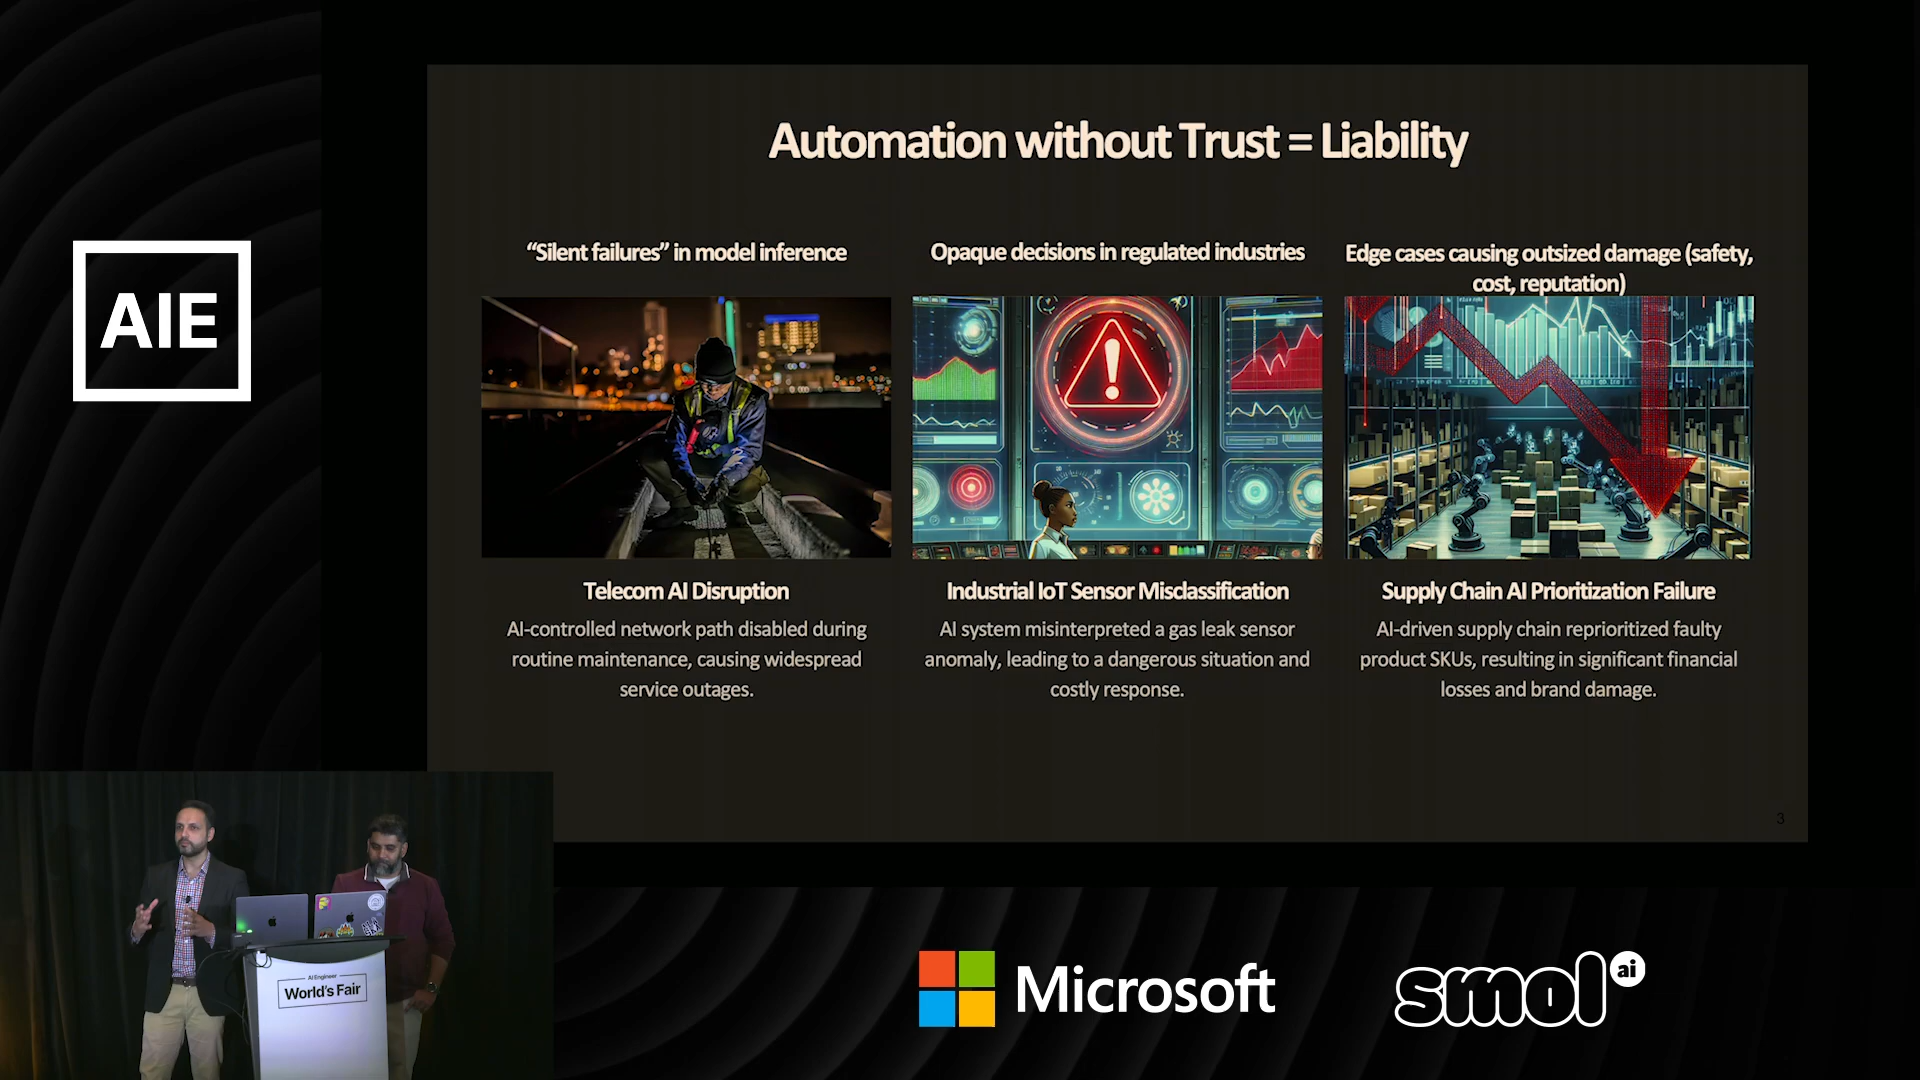 AIE
Automation without Trust = Liability
“Silent failures” in model inference
Opaque decisions in regulated industries
Edge cases causing outsized damage (safety,
cost, reputation)
Telecom AI Disruption
AI-controlled network path disabled during
routine maintenance, causing widespread
service outages.
Industrial IoT Sensor Misclassification
AI system misinterpreted a gas leak sensor
anomaly, leading to a dangerous situation and
costly response.
Supply Chain AI Prioritization Failure
AI-driven supply chain reprioritized faulty
product SKUs, resulting in significant financial
losses and brand damage.
3
AI Engineer
World's Fair
Microsoft
smol ai